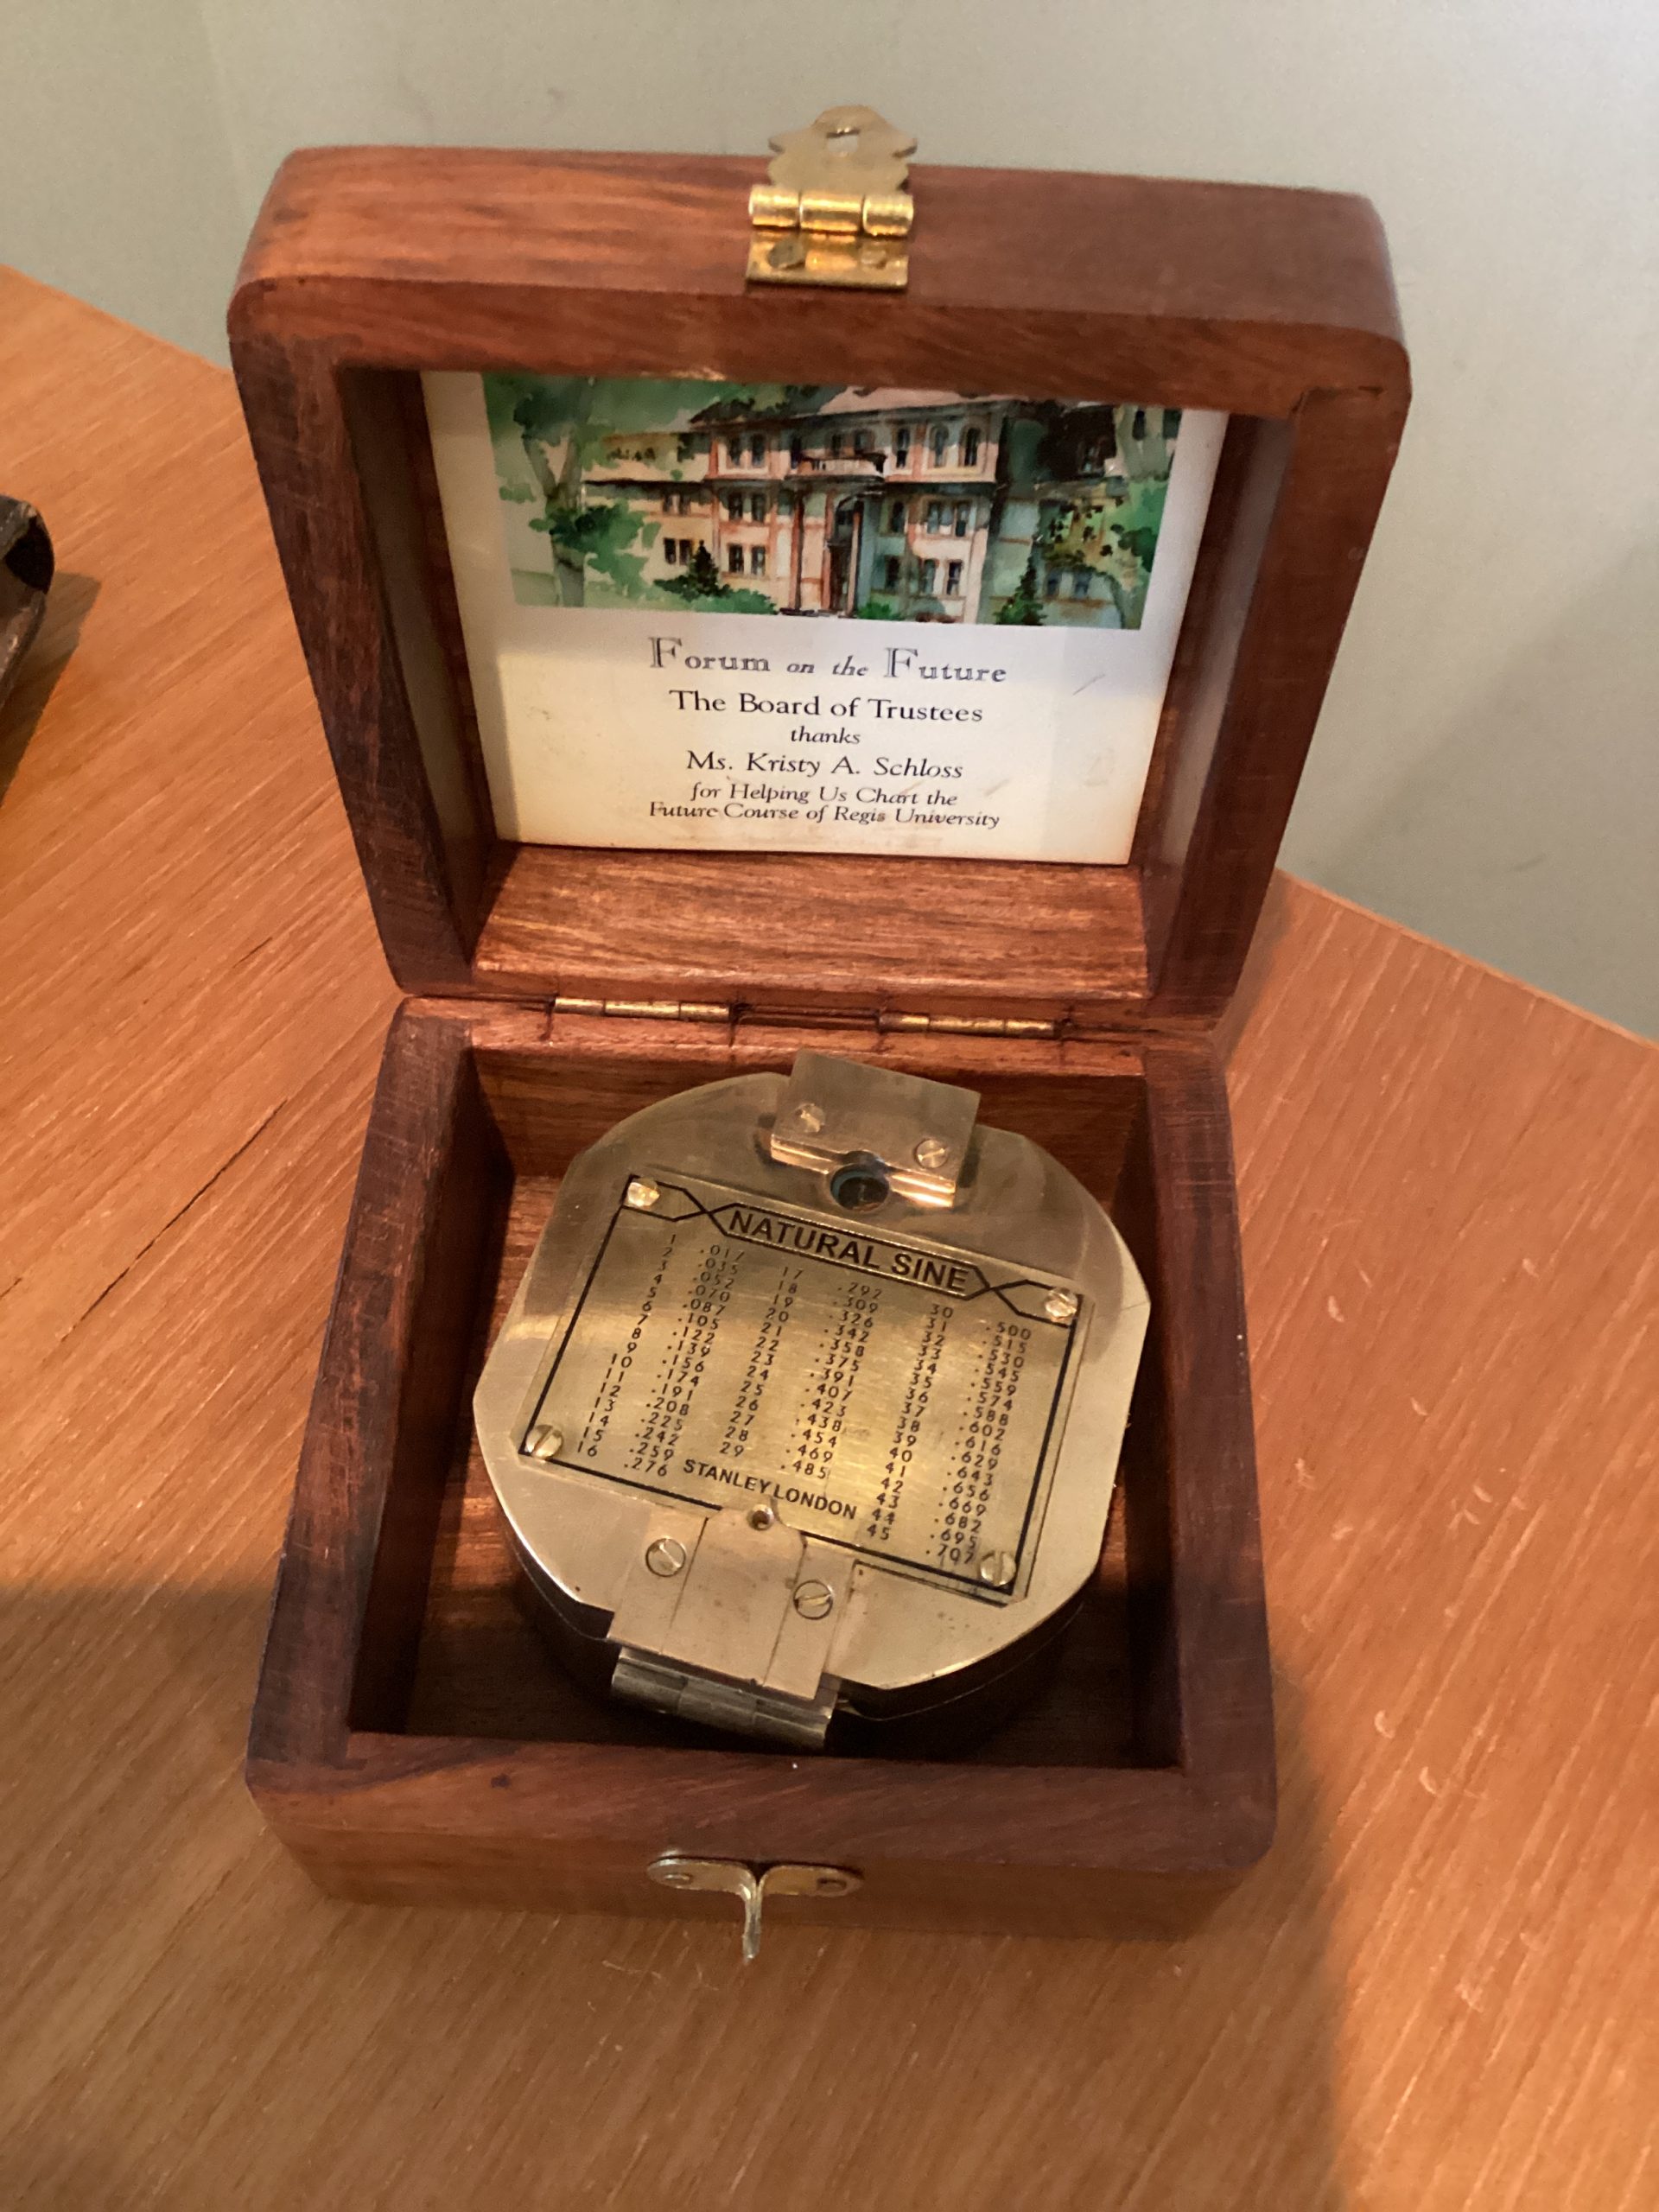 Forum on the Future
The Board of Trustees
thanks
Ms. Kristy A. Schloss
for Helping Us Chart the
Future Course of Regis University
NATURAL SINE
1 .017 17 .292 30 .500
2 .035 18 .309 31 .515
3 .052 19 .326 32 .530
4 .070 20 .342 33 .545
5 .087 21 .358 34 .559
6 .105 22 .375 35 .574
7 .122 23 .391 36 .588
8 .139 24 .407 37 .602
9 .156 25 .423 38 .616
10 .174 26 .438 39 .629
11 .191 27 .454 40 .643
12 .208 28 .469 41 .656
13 .225 29 .485 42 .669
14 .242 43 .682
15 .259 44 .695
16 .276 45 .707
STANLEY LONDON